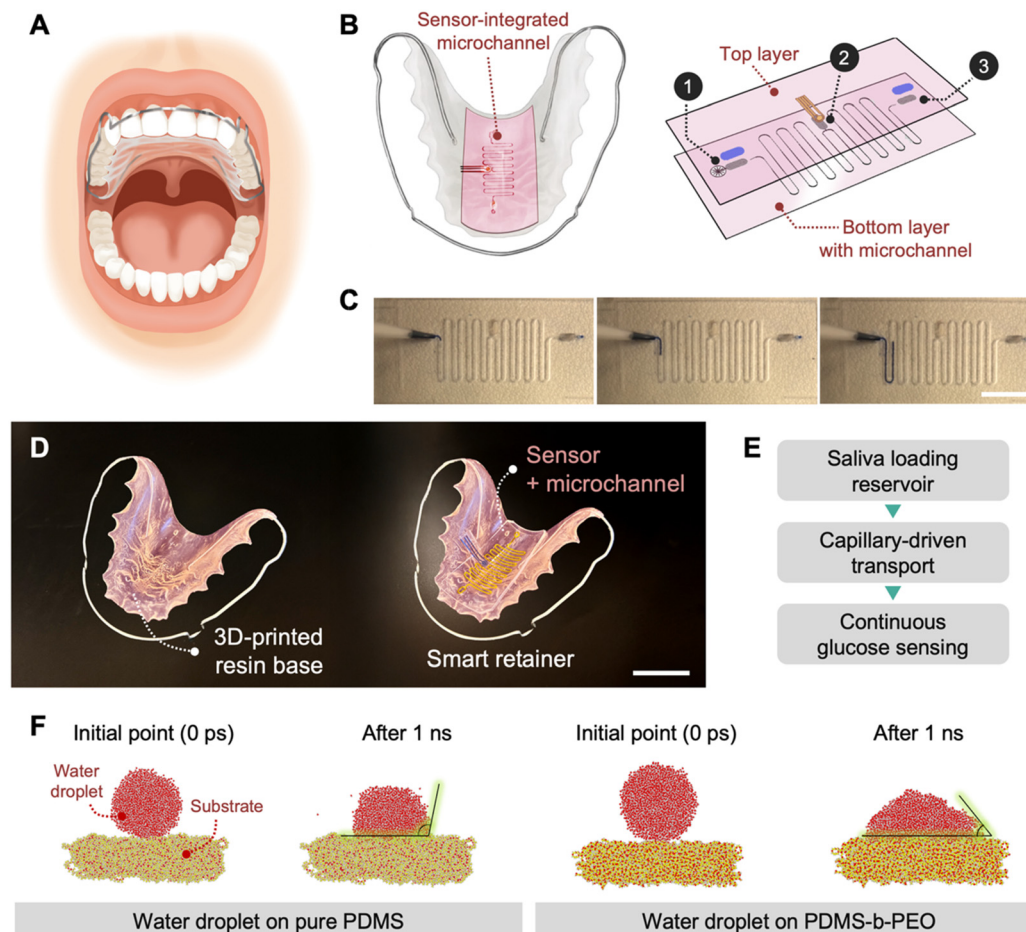 A
B
Sensor-integrated
microchannel
Top layer
1
2
3
Bottom layer
with microchannel
C
D
Sensor
+ microchannel
3D-printed
resin base
Smart retainer
E
Saliva loading
reservoir
Capillary-driven
transport
Continuous
glucose sensing
F
Initial point (0 ps)
After 1 ns
Initial point (0 ps)
After 1 ns
Water
droplet
Substrate
Water droplet on pure PDMS
Water droplet on PDMS-b-PEO